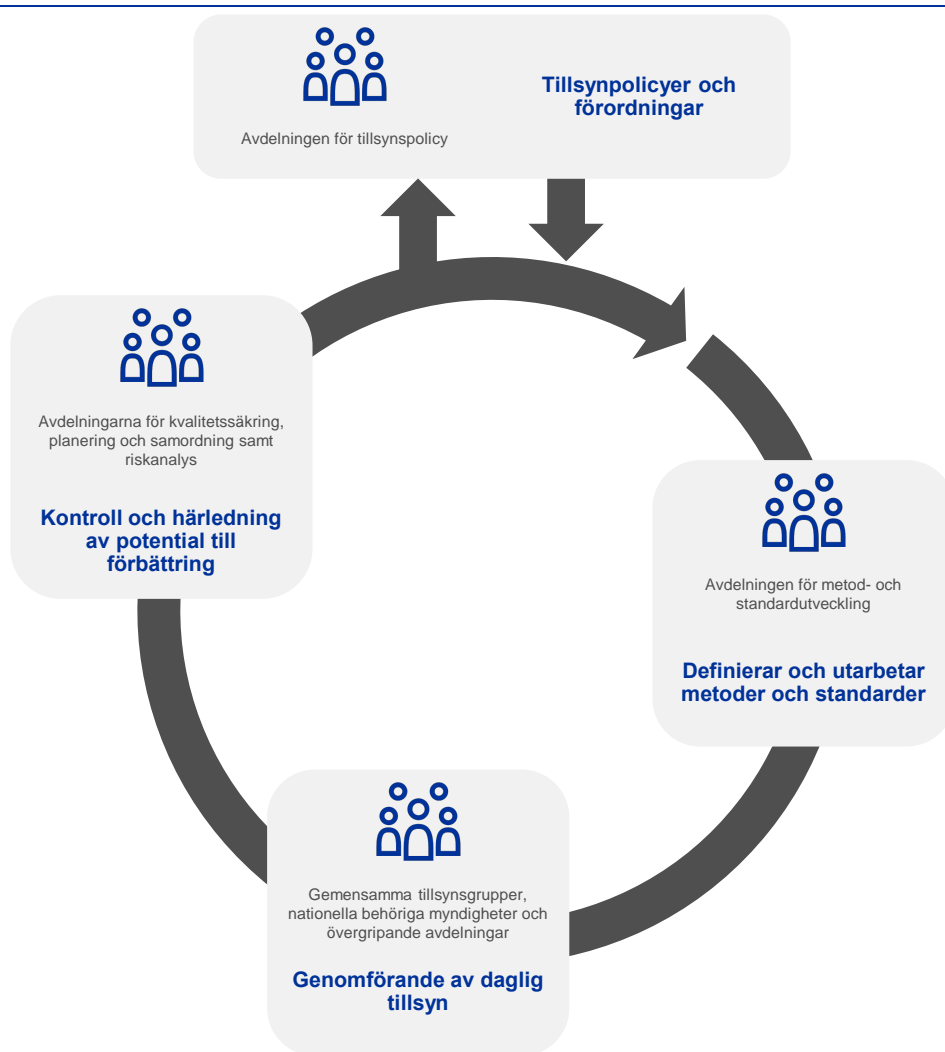 Tillsynpolicyer och
förordningar
Avdelningen för tillsynspolicy
Avdelningarna för kvalitetssäkring,
planering och samordning samt
riskanalys
Kontroll och härledning
av potential till
förbättring
Avdelningen för metod- och
standardutveckling
Definierar och utarbetar
metoder och standarder
Gemensamma tillsynsgrupper,
nationella behöriga myndigheter och
övergripande avdelningar
Genomförande av daglig
tillsyn